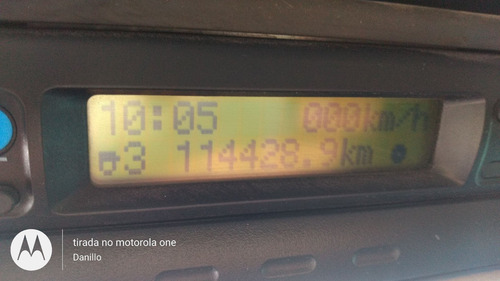 10:05 000km/h
3 114428.9km
tirada no motorola one
Danillo